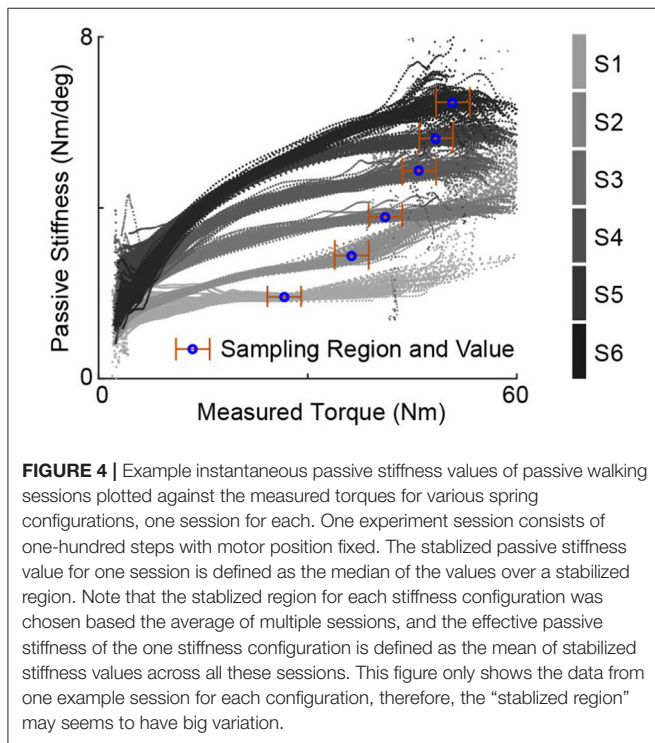 8
Passive Stiffness (Nm/deg)
0
0
60
Measured Torque (Nm)
Sampling Region and Value
S1
S2
S3
S4
S5
S6
FIGURE 4 | Example instantaneous passive stiffness values of passive walking
sessions plotted against the measured torques for various spring
configurations, one session for each. One experiment session consists of
one-hundred steps with motor position fixed. The stablized passive stiffness
value for one session is defined as the median of the values over a stabilized
region. Note that the stablized region for each stiffness configuration was
chosen based the average of multiple sessions, and the effective passive
stiffness of the one stiffness configuration is defined as the mean of stabilized
stiffness values across all these sessions. This figure only shows the data from
one example session for each configuration, therefore, the “stablized region”
may seems to have big variation.